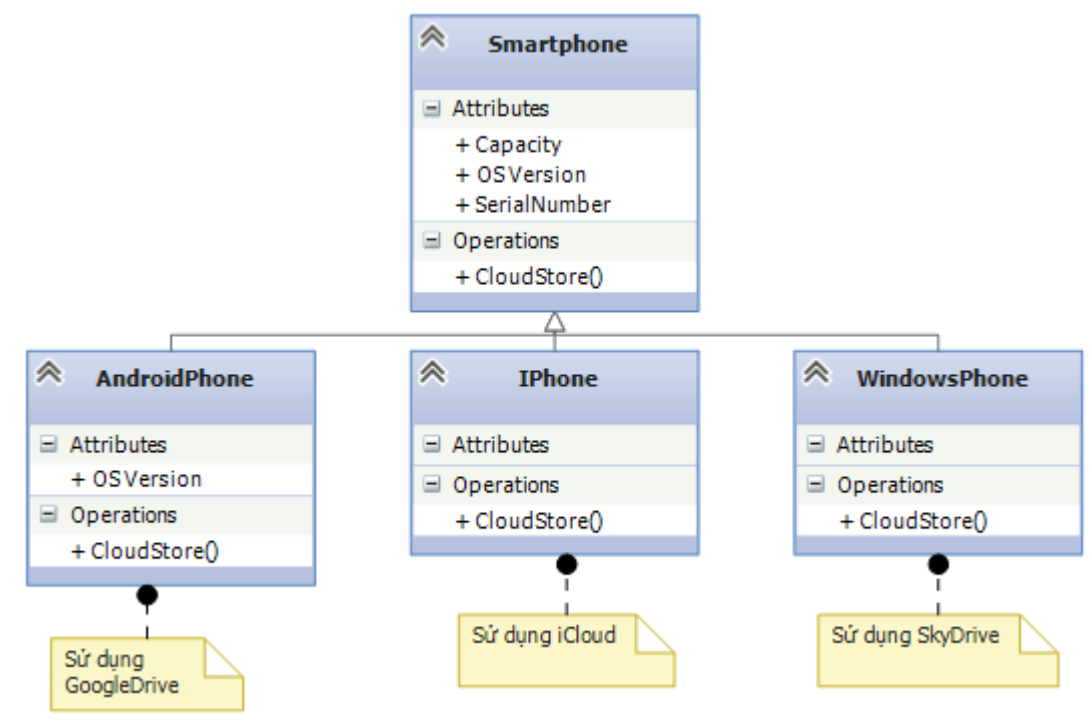 Smartphone
Attributes
+ Capacity
+ OSVersion
+ SerialNumber
Operations
+ CloudStore()
AndroidPhone
Attributes
+ OSVersion
Operations
+ CloudStore()
Sử dụng
GoogleDrive
IPhone
Attributes
Operations
+ CloudStore()
Sử dụng iCloud
WindowsPhone
Attributes
Operations
+ CloudStore()
Sử dụng SkyDrive